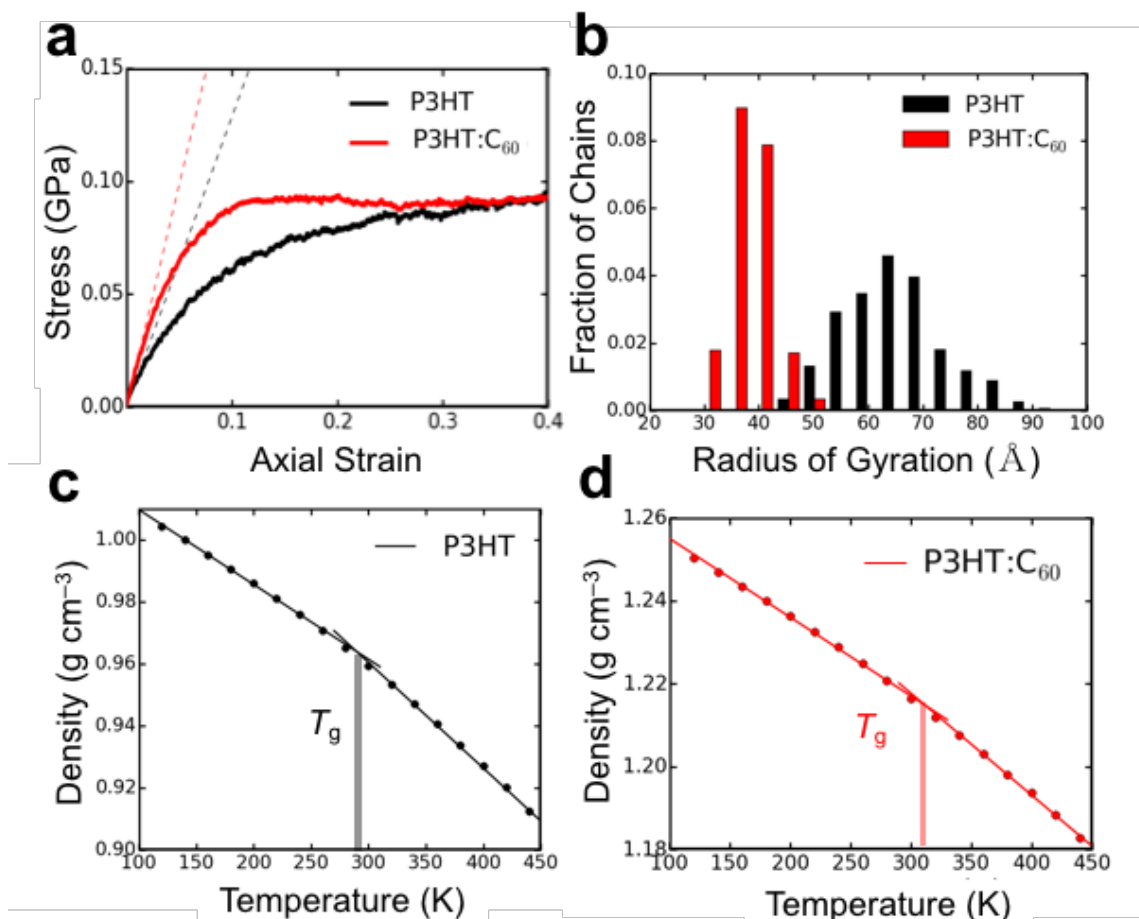 a
Stress (GPa)
0.15
0.10
0.05
0.00
0.1
0.2
0.3
0.4
P3HT
P3HT:C₆₀
Axial Strain
b
Fraction of Chains
0.10
0.08
0.06
0.04
0.02
0.00
20
30
40
50
60
70
80
90
100
P3HT
P3HT:C₆₀
Radius of Gyration (Å)
c
Density (g cm⁻³)
1.00
0.98
0.96
0.94
0.92
0.90
100
150
200
250
300
350
400
450
P3HT
Tg
Temperature (K)
d
Density (g cm⁻³)
1.26
1.24
1.22
1.20
1.18
100
150
200
250
300
350
400
450
P3HT:C₆₀
Tg
Temperature (K)